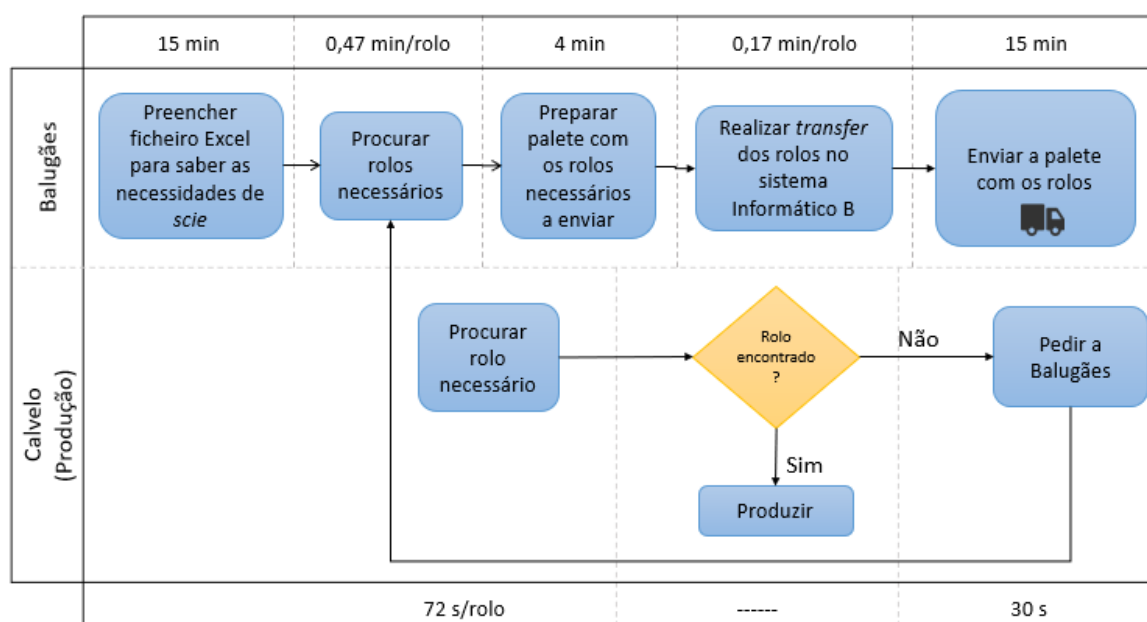 15 min
0,47 min/rolo
4 min
0,17 min/rolo
15 min
Balugães
Preencher
ficheiro Excel
para saber as
necessidades de
scie
Procurar
rolos
necessários
Preparar
palete com
os rolos
necessários
a enviar
Realizar transfer
dos rolos no
sistema
Informático B
Enviar a palete
com os rolos
Calvelo
(Produção)
Procurar
rolo
necessário
Rolo
encontrado
?
Não
Pedir a
Balugães
Sim
Produzir
72 s/rolo
------
30 s